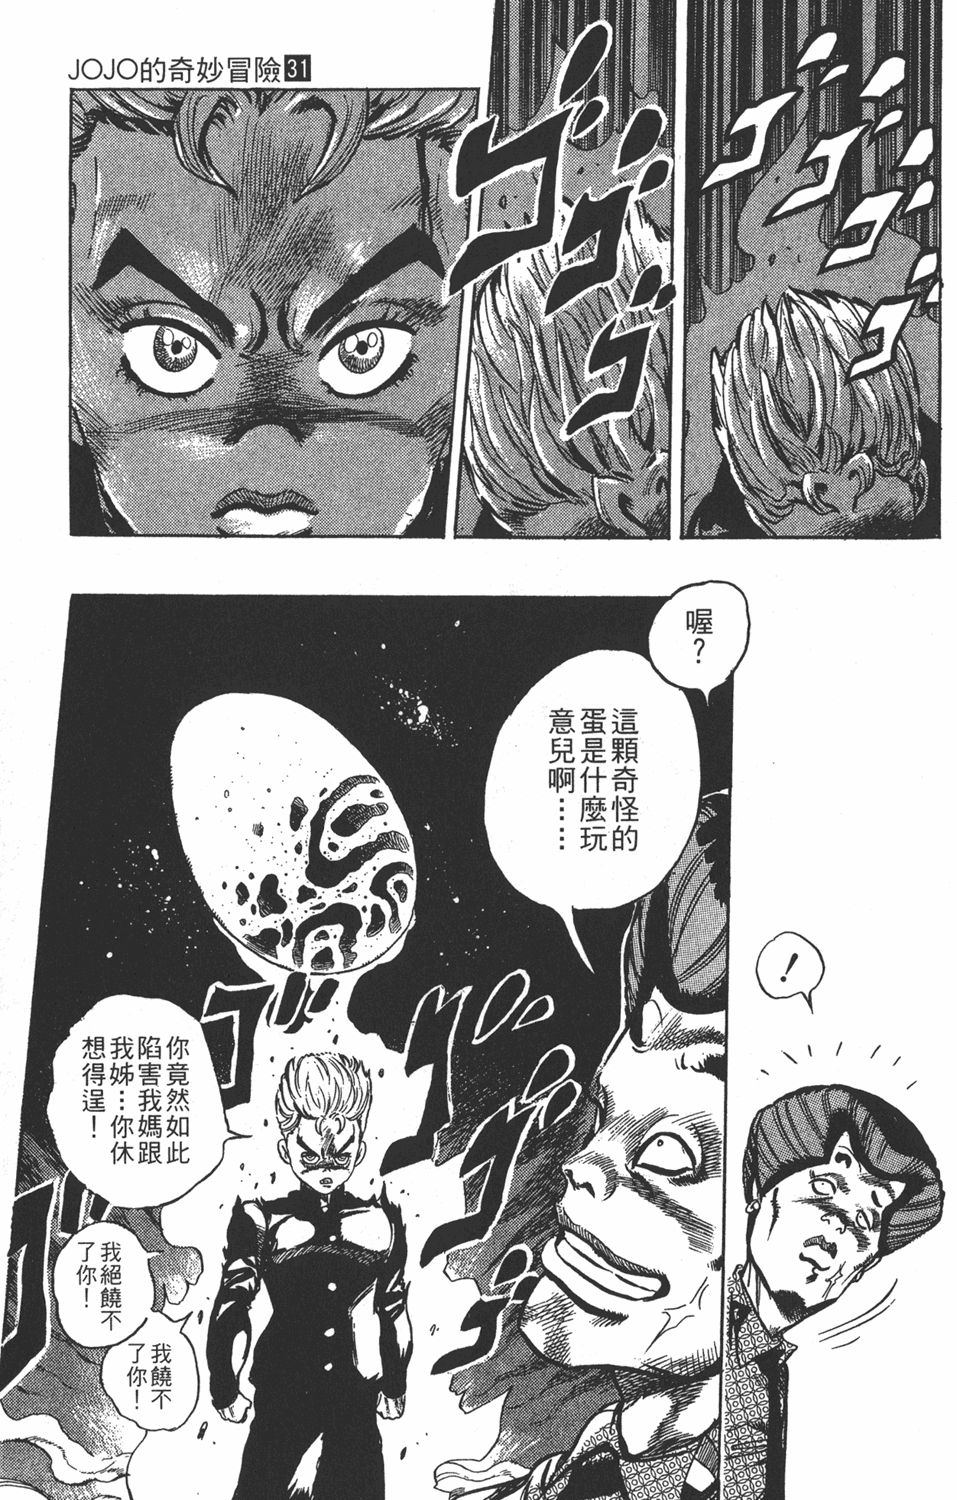 JOJO的奇妙冒險31
ゴゴゴゴ
ゴゴゴ
喔?
這顆奇怪的
蛋是什麼玩
意兒啊……
!
ゴゴゴゴゴ
你竟然如此
陷害我媽跟
我姊…你休
想得逞!
我絕饒不
了你!
我饒不
了你!